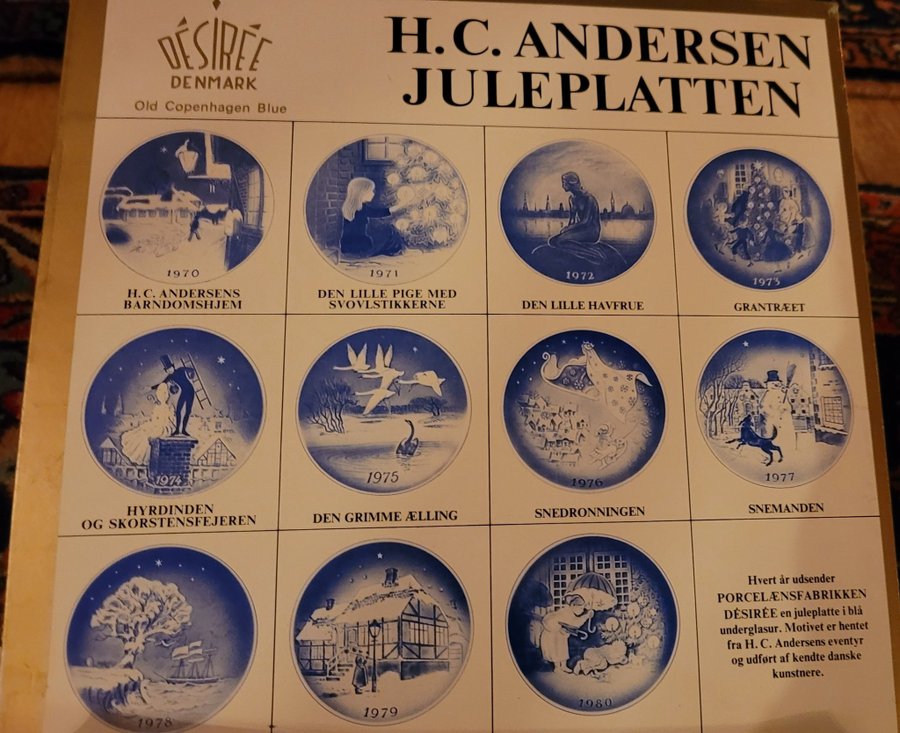 DÉSIRÉE
DENMARK
Old Copenhagen Blue
H.C. ANDERSEN
JULEPLATTEN
1970
H.C. ANDERSENS
BARNDOMSHJEM
1971
DEN LILLE PIGE MED
SVOVLSTIKKERNE
1972
DEN LILLE HAVFRUE
1973
GRANTRÆET
1974
HYRDINDEN
OG SKORSTENSFEJEREN
1975
DEN GRIMME ÆLLING
1976
SNEDRONNINGEN
1977
SNEMANDEN
1978
1979
1980
Hvert år udsender
PORCELÆNSFABRIKKEN
DÉSIRÉE en juleplatte i blå
underglasur. Motivet er hentet
fra H. C. Andersens eventyr
og udført af kendte danske
kunstnere.